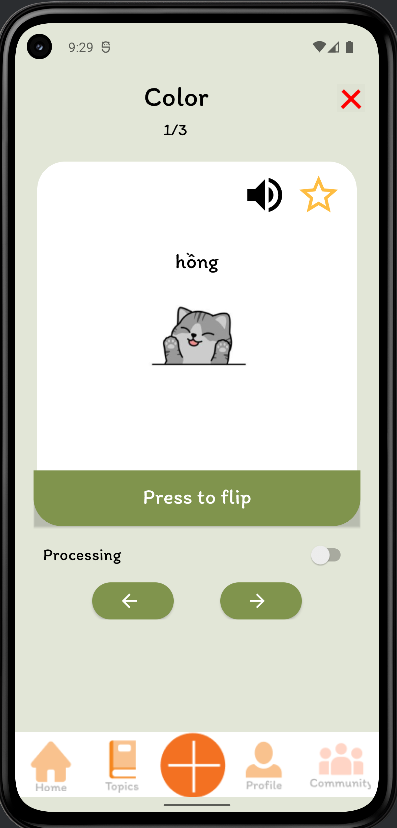 9:29
Color
1/3
hồng
Press to flip
Processing
Home
Topics
Profile
Community